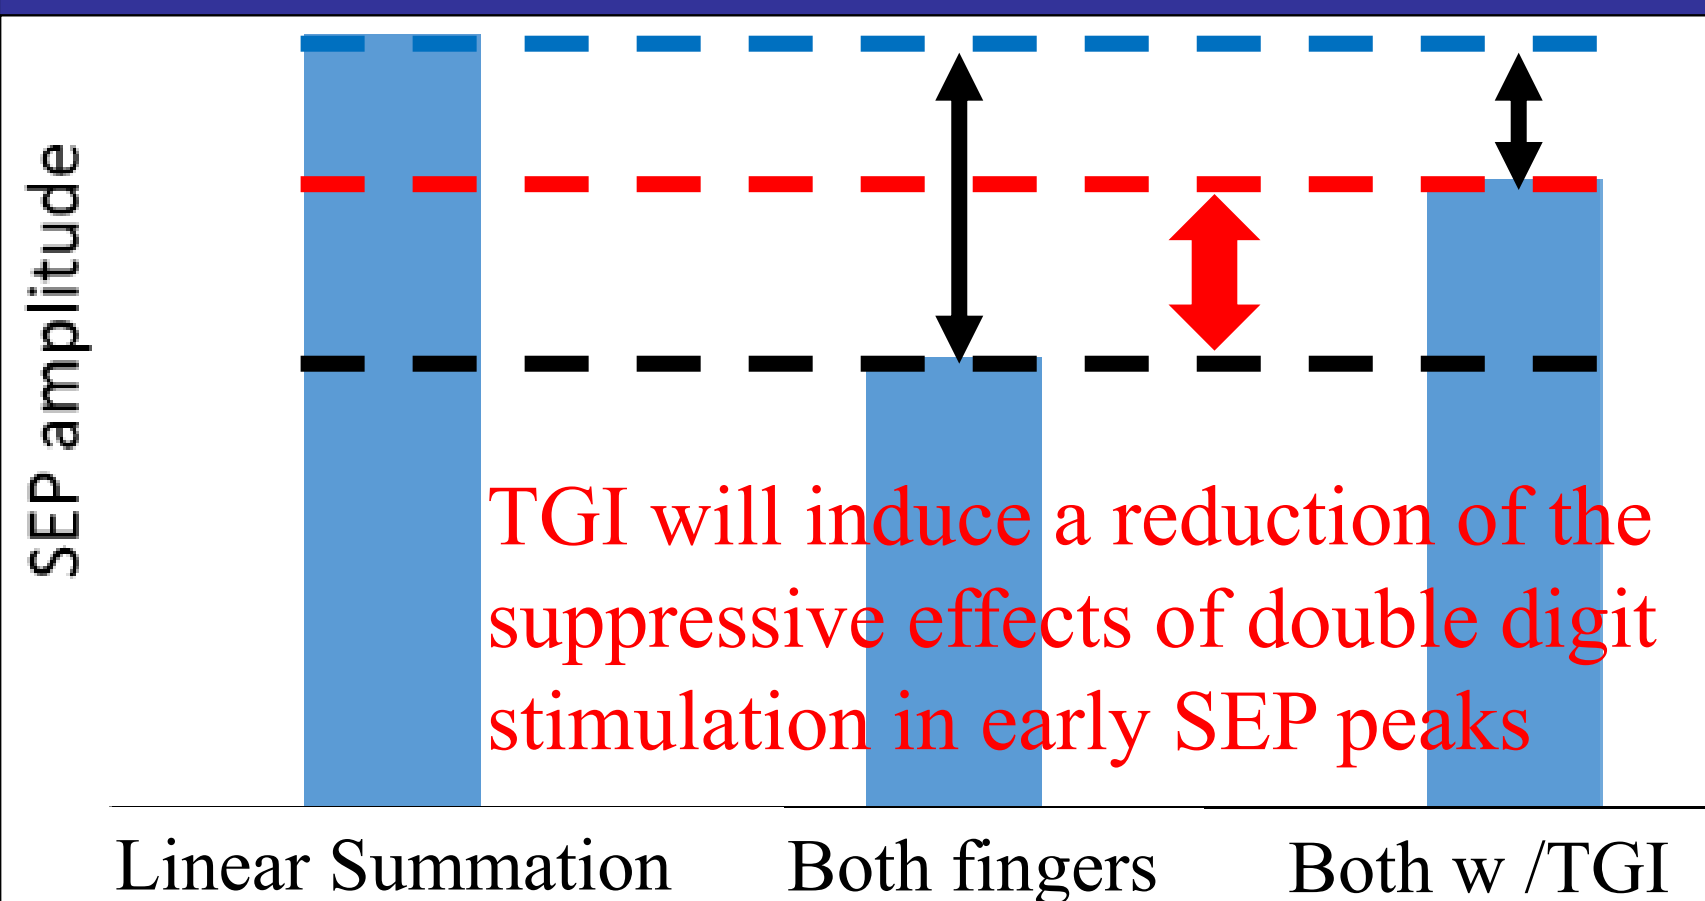 SEP amplitude
TGI will induce a reduction of the
suppressive effects of double digit
stimulation in early SEP peaks
Linear Summation
Both fingers
Both w /TGI